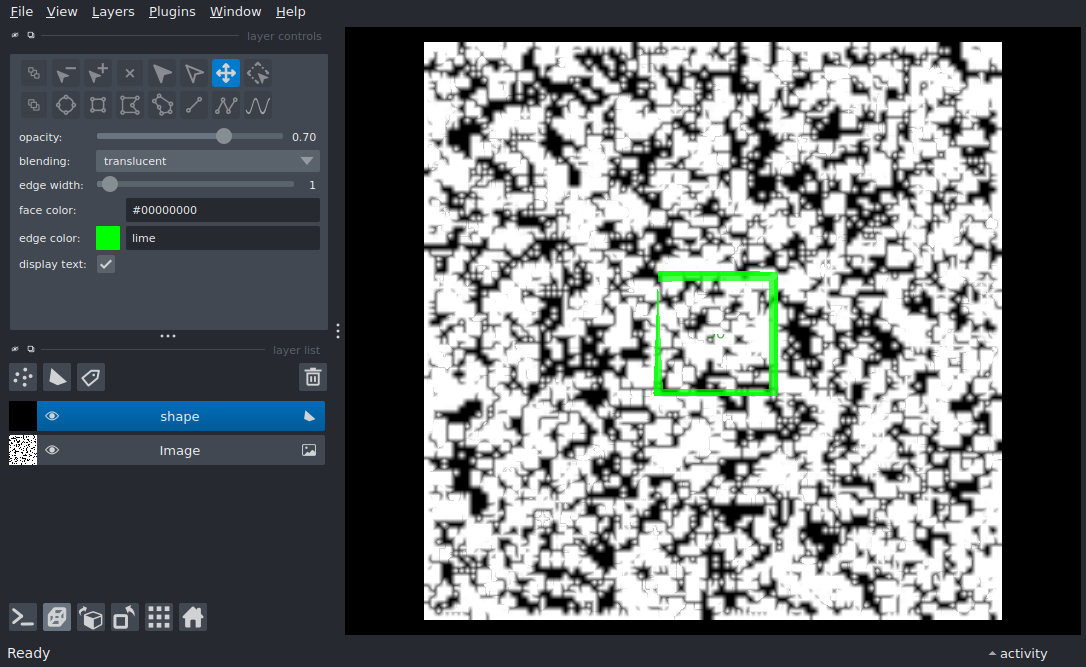 File View Layers Plugins Window Help
layer controls
opacity: 0.70
blending: translucent
edge width: 1
face color: #00000000
edge color: lime
display text:
layer list
shape
Image
Ready
activity